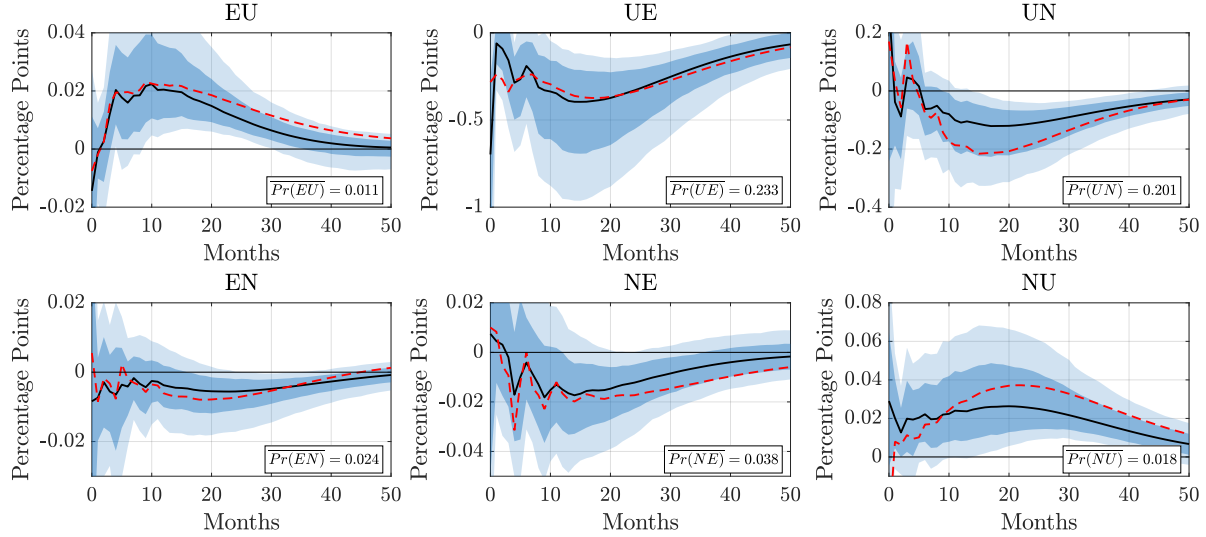 EU
UE
UN
Percentage Points
0.04
0.02
0
-0.02
0 10 20 30 40 50
Months
Pr(EU) = 0.011
Percentage Points
0
-0.5
-1
0 10 20 30 40 50
Months
Pr(UE) = 0.233
Percentage Points
0.2
0
-0.2
-0.4
0 10 20 30 40 50
Months
Pr(UN) = 0.201
EN
NE
NU
Percentage Points
0.02
0
-0.02
0 10 20 30 40 50
Months
Pr(EN) = 0.024
Percentage Points
0.02
0
-0.02
-0.04
0 10 20 30 40 50
Months
Pr(NE) = 0.038
Percentage Points
0.08
0.06
0.04
0.02
0
0 10 20 30 40 50
Months
Pr(NU) = 0.018